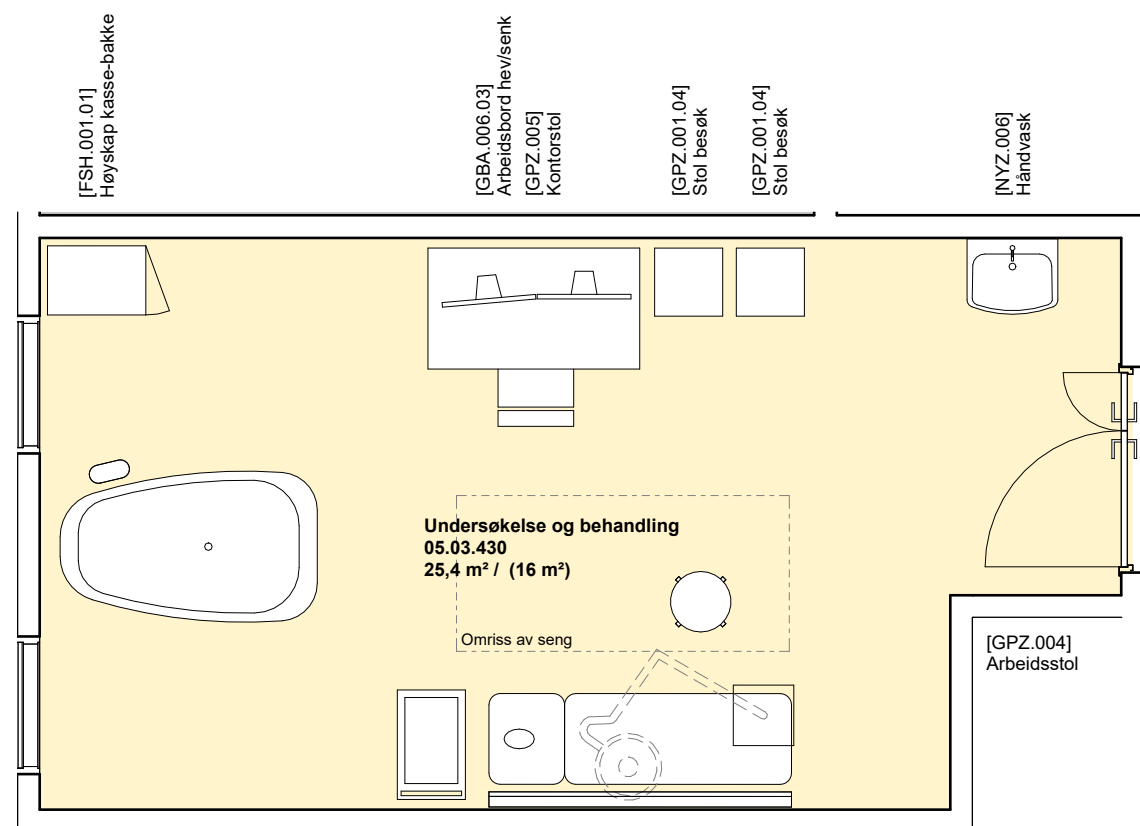 [FSH.001.01]
Høyskap kasse-bakke
[GBA.006.03]
Arbeidsbord hev/senk
[GPZ.005]
Kontorstol
[GPZ.001.04]
Stol besøk
[GPZ.001.04]
Stol besøk
[NYZ.006]
Håndvask
Undersøkelse og behandling
05.03.430
25,4 m² / (16 m²)
Omriss av seng
[GPZ.004]
Arbeidsstol